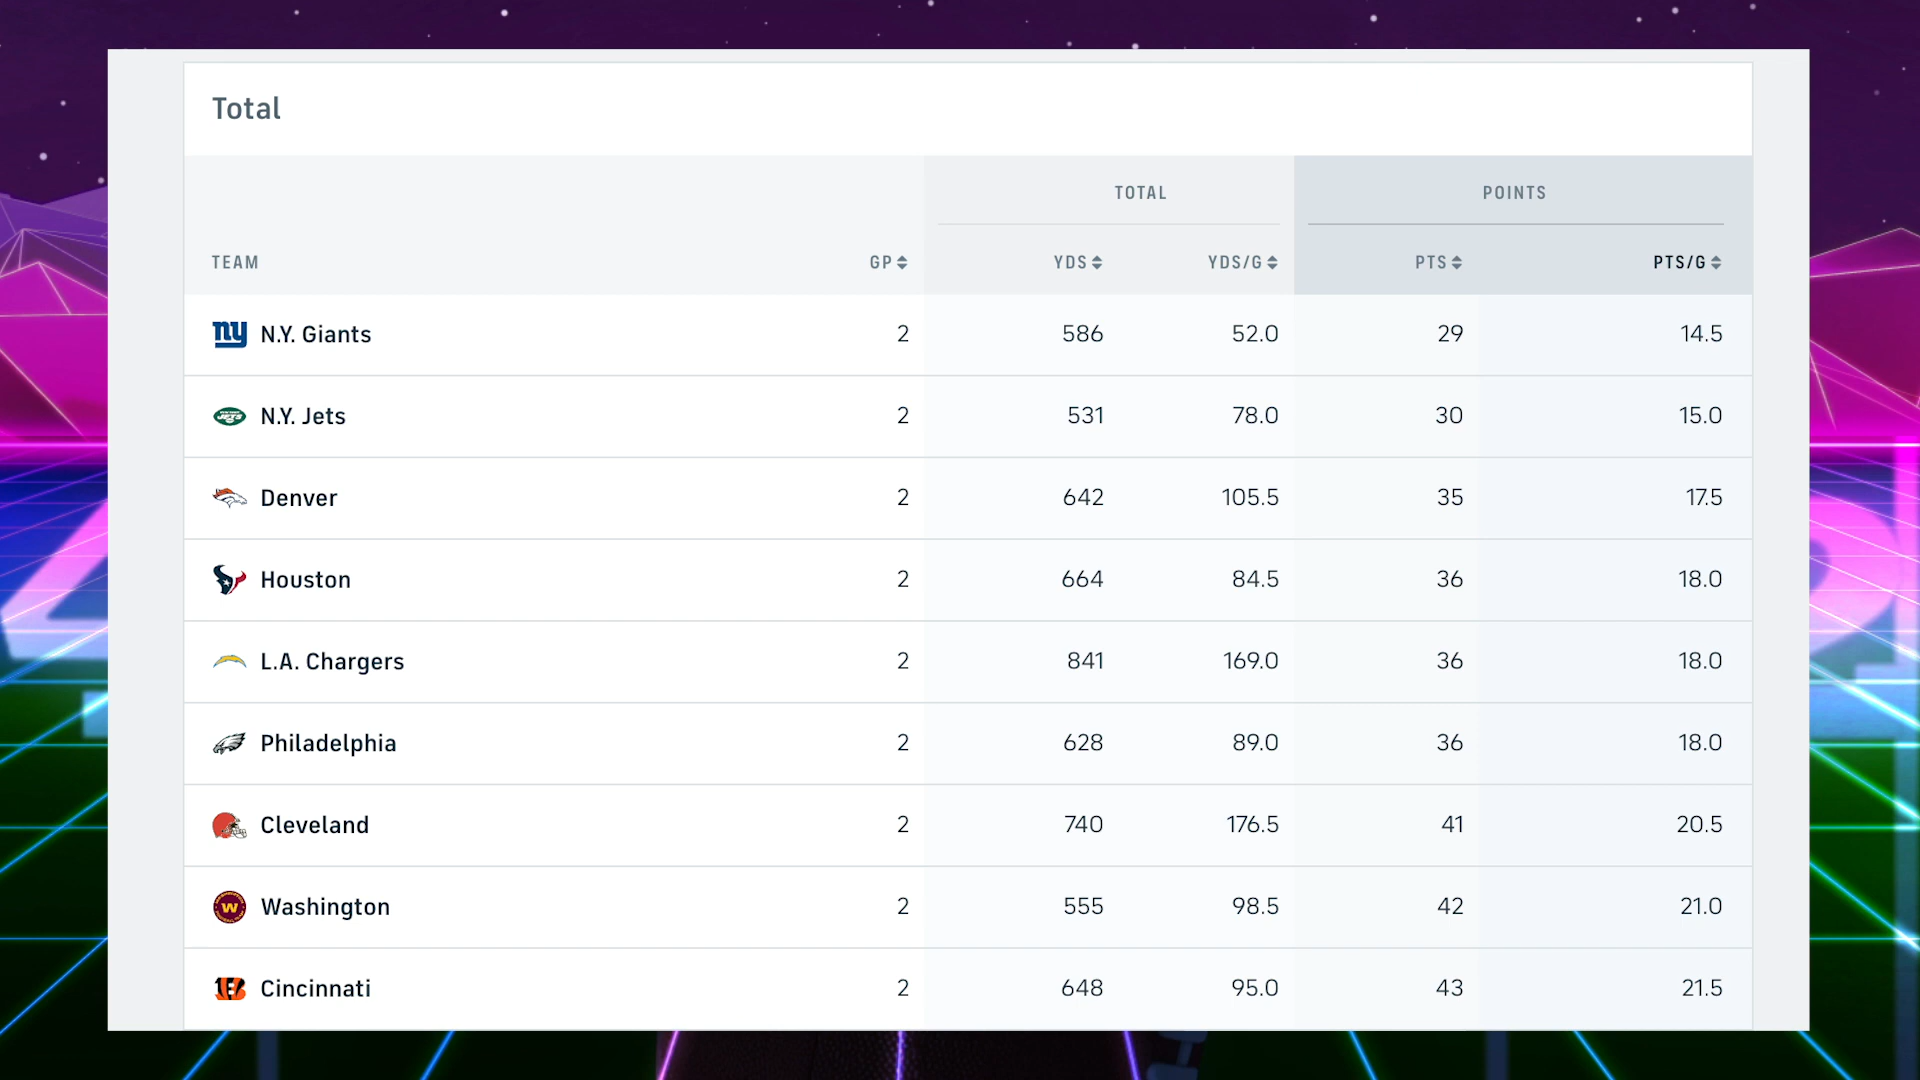 Total
TOTAL POINTS
TEAM GP YDS YDS/G PTS PTS/G
ny N.Y. Giants 2 586 52.0 29 14.5
JETS N.Y. Jets 2 531 78.0 30 15.0
Denver 2 642 105.5 35 17.5
Houston 2 664 84.5 36 18.0
L.A. Chargers 2 841 169.0 36 18.0
Philadelphia 2 628 89.0 36 18.0
Cleveland 2 740 176.5 41 20.5
W Washington 2 555 98.5 42 21.0
B Cincinnati 2 648 95.0 43 21.5